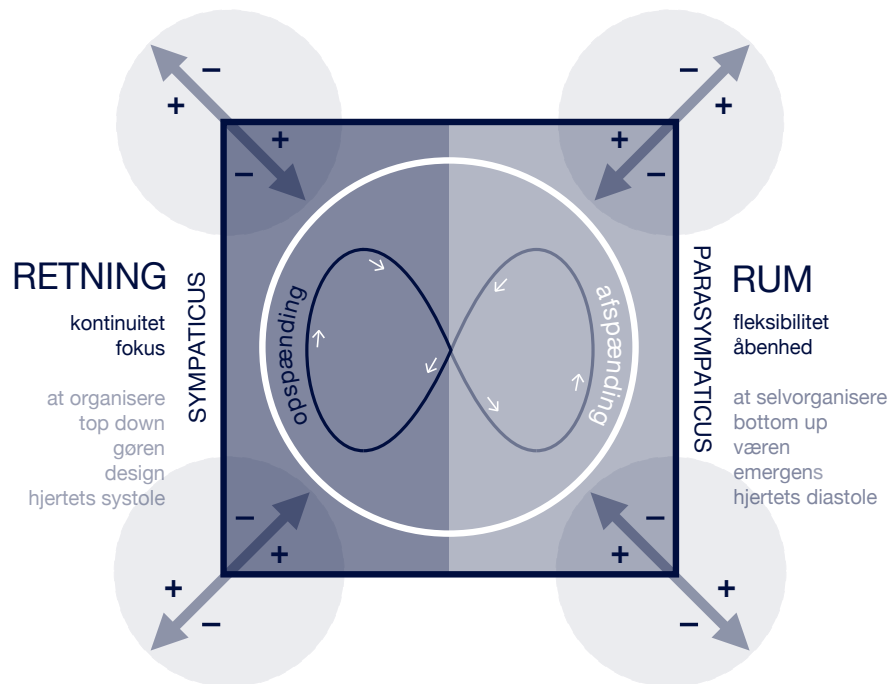 RETNING
kontinuitet
fokus
at organisere
top down
gøren
design
hjertets systole
SYMPATICUS
opspænding
afspænding
PARASYMPATICUS
RUM
fleksibilitet
åbenhed
at selvorganisere
bottom up
væren
emergens
hjertets diastole
− +
+ −
− +
+ −
− +
+ −
− +
+ −